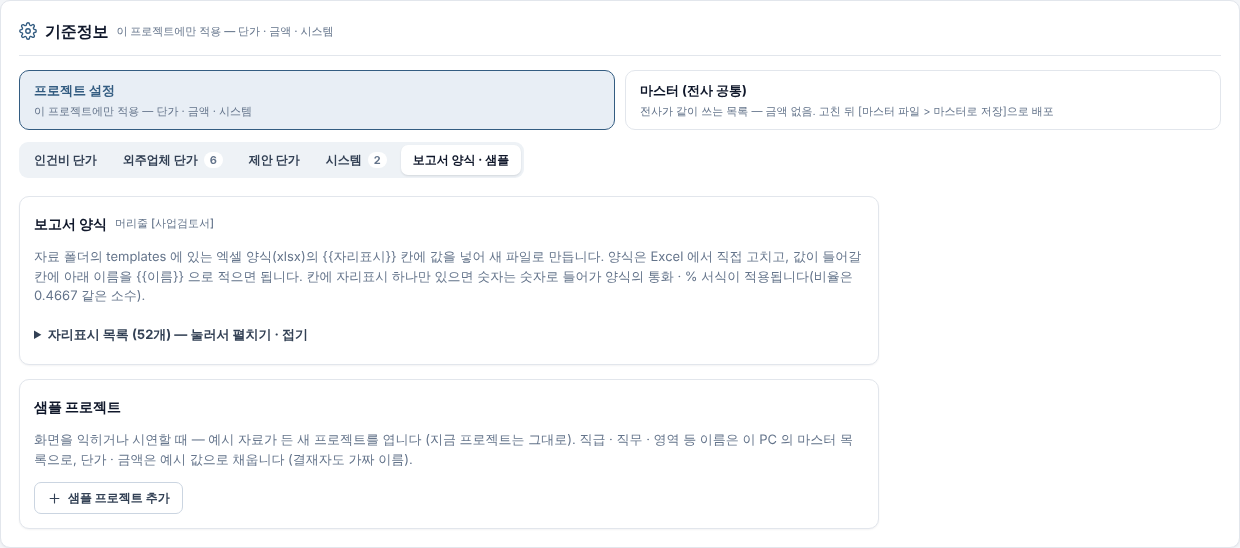 기준정보 이 프로젝트에만 적용 — 단가 · 금액 · 시스템
프로젝트 설정
이 프로젝트에만 적용 — 단가 · 금액 · 시스템
마스터 (전사 공통)
전사가 같이 쓰는 목록 — 금액 없음. 고친 뒤 [마스터 파일 > 마스터로 저장]으로 배포
인건비 단가 외주업체 단가 6 제안 단가 시스템 2 보고서 양식 · 샘플
보고서 양식 머리줄 [사업검토서]
자료 폴더의 templates 에 있는 엑셀 양식(xlsx)의 {{자리표시}} 칸에 값을 넣어 새 파일로 만듭니다. 양식은 Excel 에서 직접 고치고, 값이 들어갈
칸에 아래 이름을 {{이름}} 으로 적으면 됩니다. 칸에 자리표시 하나만 있으면 숫자는 숫자로 들어가 양식의 통화 · % 서식이 적용됩니다(비율은
0.4667 같은 소수).
▶ 자리표시 목록 (52개) — 눌러서 펼치기 · 접기
샘플 프로젝트
화면을 익히거나 시연할 때 — 예시 자료가 든 새 프로젝트를 엽니다 (지금 프로젝트는 그대로). 직급 · 직무 · 영역 등 이름은 이 PC 의 마스터 목
록으로, 단가 · 금액은 예시 값으로 채웁니다 (결재자도 가짜 이름).
+ 샘플 프로젝트 추가